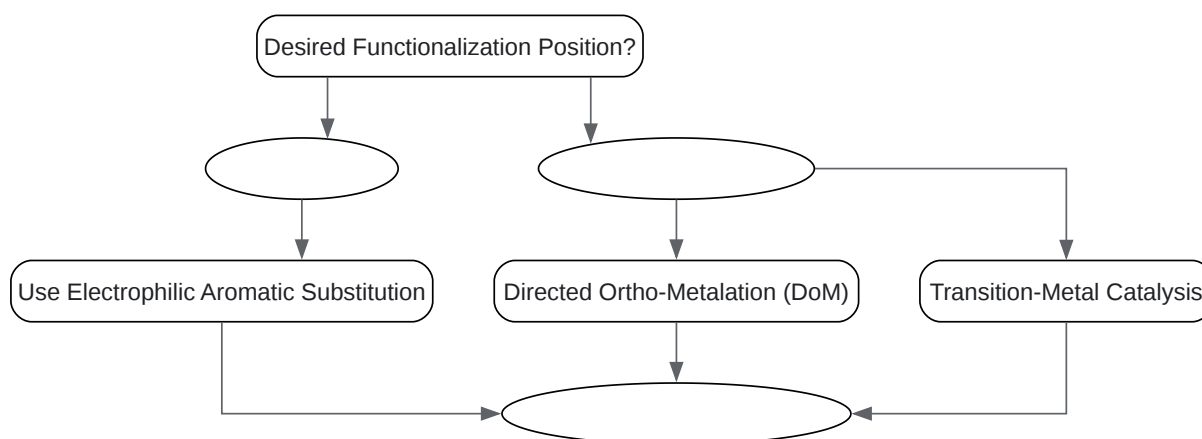 Desired Functionalization Position?
Use Electrophilic Aromatic Substitution
Directed Ortho-Metalation (DoM)
Transition-Metal Catalysis